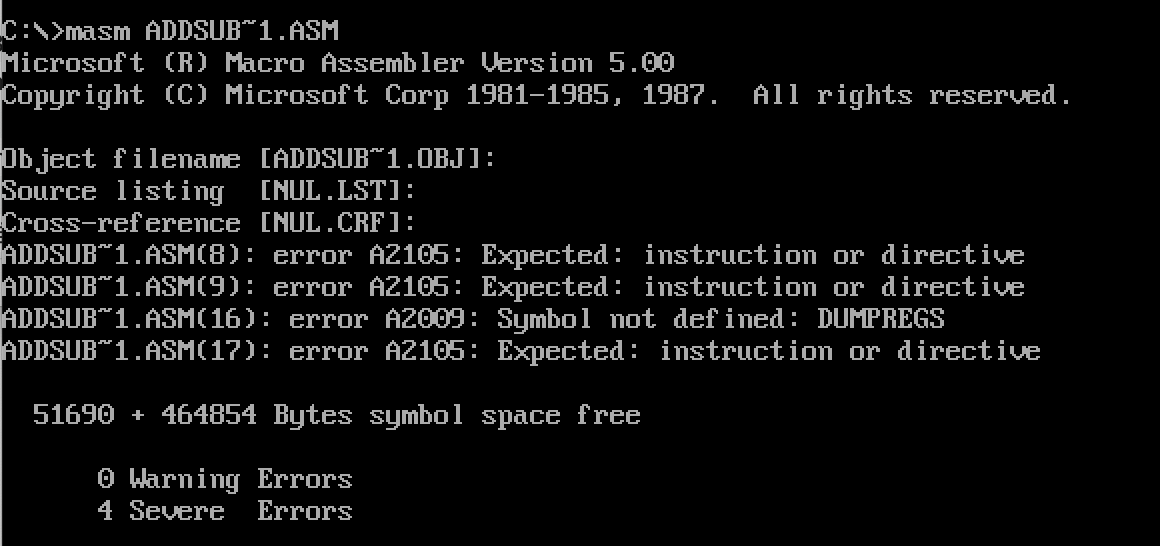 C:\>masm ADDSUB~1.ASM
Microsoft (R) Macro Assembler Version 5.00
Copyright (C) Microsoft Corp 1981-1985, 1987.  All rights reserved.
Object filename [ADDSUB~1.OBJ]:
Source listing  [NUL.LST]:
Cross-reference [NUL.CRF]:
ADDSUB~1.ASM(8): error A2105: Expected: instruction or directive
ADDSUB~1.ASM(9): error A2105: Expected: instruction or directive
ADDSUB~1.ASM(16): error A2009: Symbol not defined: DUMPREGS
ADDSUB~1.ASM(17): error A2105: Expected: instruction or directive
51690 + 464854 Bytes symbol space free
0 Warning Errors
4 Severe  Errors